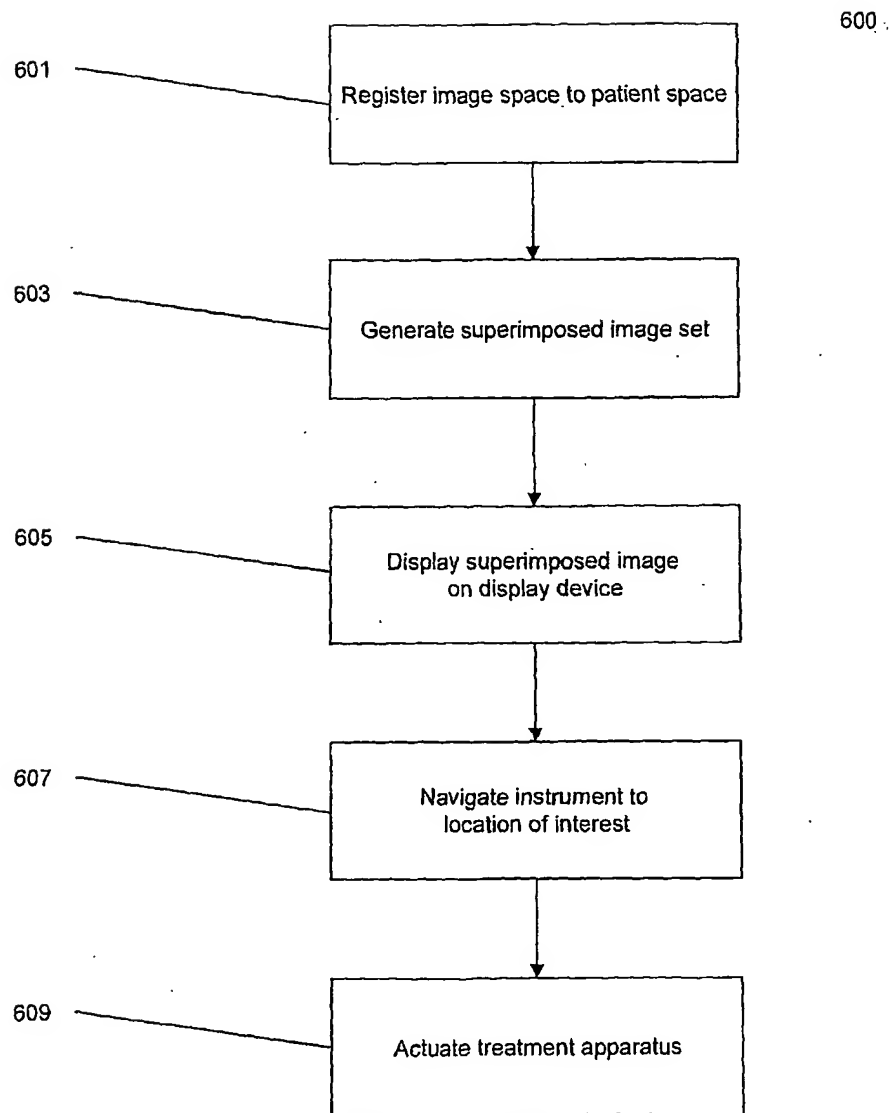 600
601
Register image space to patient space
603
Generate superimposed image set
605
Display superimposed image
on display device
607
Navigate instrument to
location of interest
609
Actuate treatment apparatus